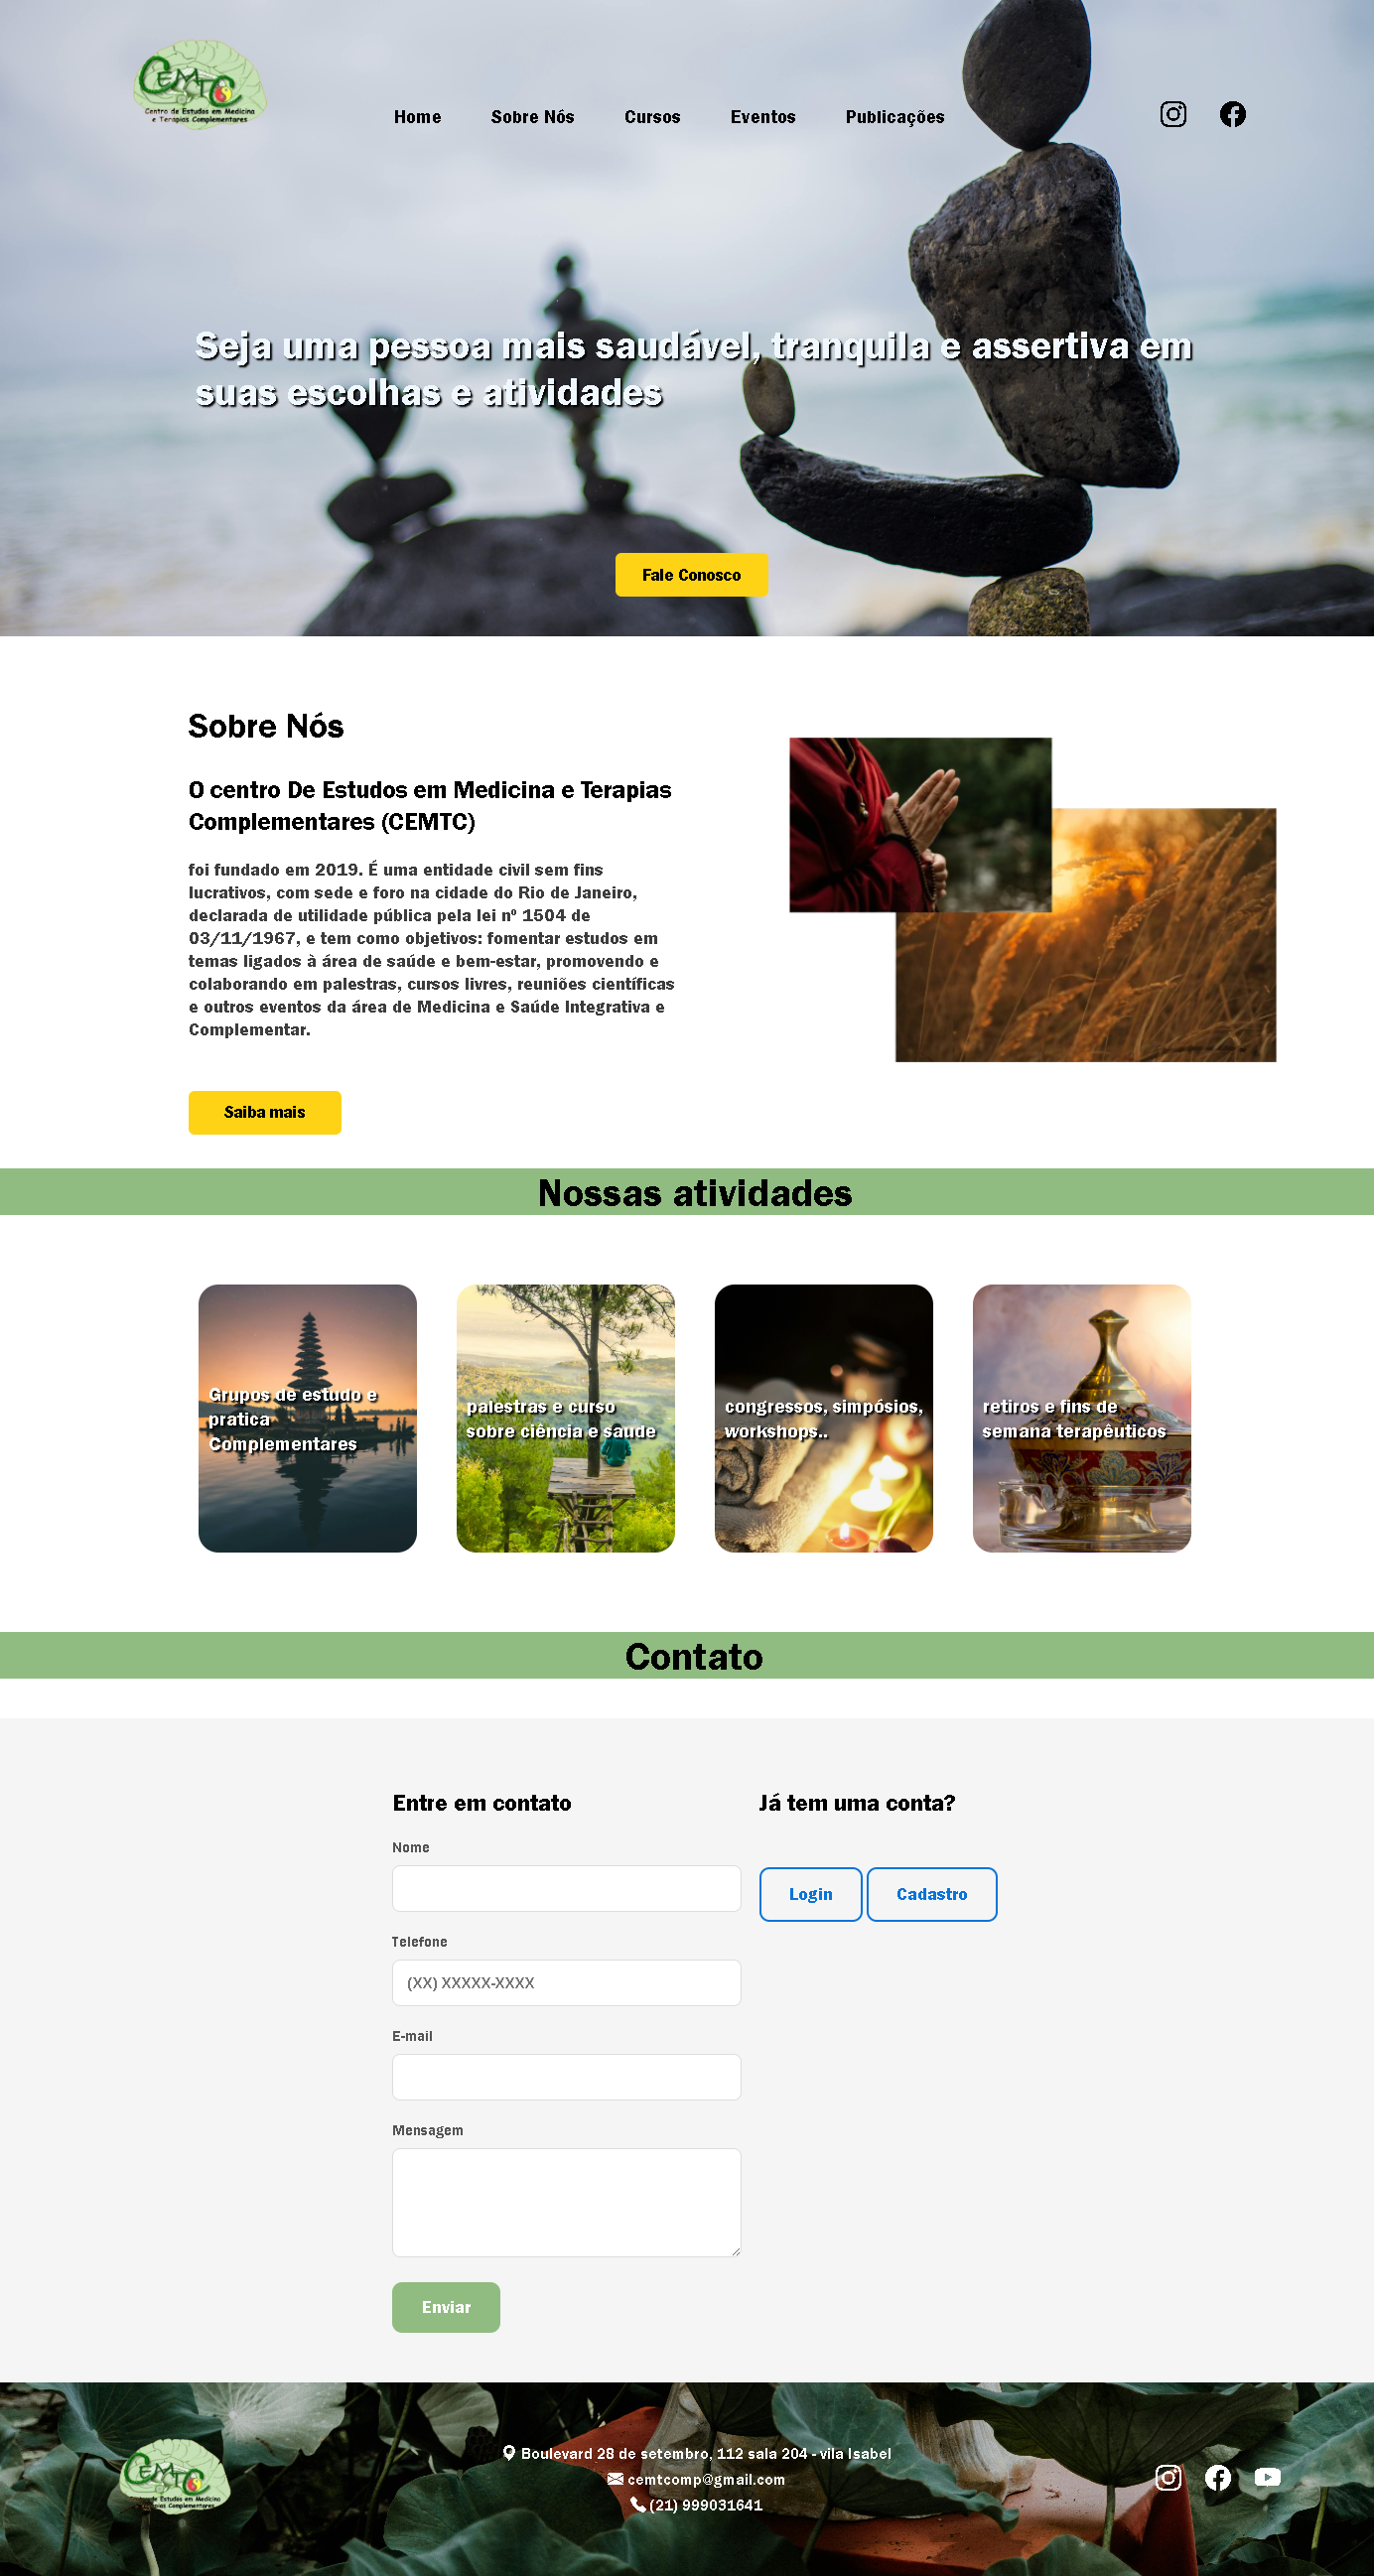 CEMTC
Centro de Estudos em Medicina
e Terapias Complementares
Home
Sobre Nós
Cursos
Eventos
Publicações
Seja uma pessoa mais saudável, tranquila e assertiva em
suas escolhas e atividades
Fale Conosco
Sobre Nós
O centro De Estudos em Medicina e Terapias
Complementares (CEMTC)
foi fundado em 2019. É uma entidade civil sem fins
lucrativos, com sede e foro na cidade do Rio de Janeiro,
declarada de utilidade pública pela lei nº 1504 de
03/11/1967, e tem como objetivos: fomentar estudos em
temas ligados à área de saúde e bem-estar, promovendo e
colaborando em palestras, cursos livres, reuniões científicas
e outros eventos da área de Medicina e Saúde Integrativa e
Complementar.
Saiba mais
Nossas atividades
Grupos de estudo e
pratica
Complementares
palestras e curso
sobre ciência e saude
congressos, simpósios,
workshops..
retiros e fins de
semana terapêuticos
Contato
Entre em contato
Nome
Telefone
(XX) XXXXX-XXXX
E-mail
Mensagem
Enviar
Já tem uma conta?
Login
Cadastro
CEMTC
de Estudos em Medicina
Terapias Complementares
Boulevard 28 de setembro, 112 sala 204 - vila Isabel
cemtcomp@gmail.com
(21) 999031641